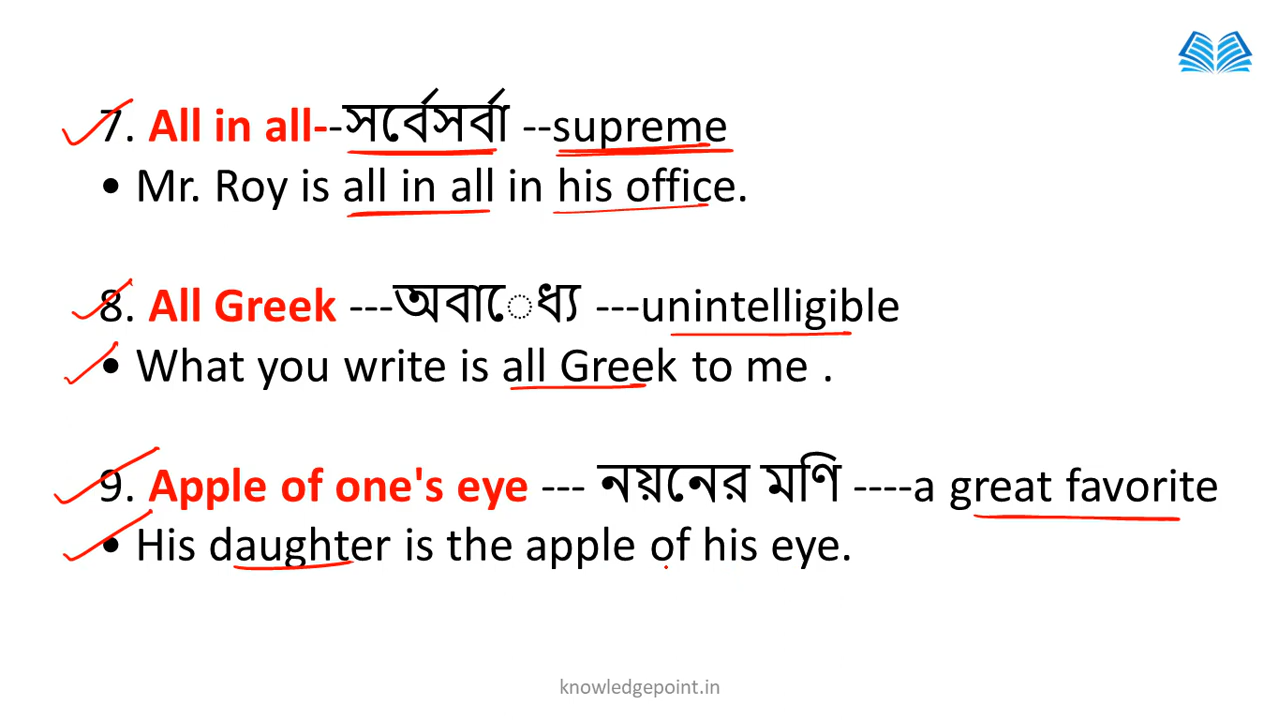 7. All in all--সর্বেসর্বা --supreme
• Mr. Roy is all in all in his office.
8. All Greek ---অবােধ্য ---unintelligible
• What you write is all Greek to me .
9. Apple of one's eye --- নয়নের মণি ----a great favorite
• His daughter is the apple of his eye.
knowledgepoint.in